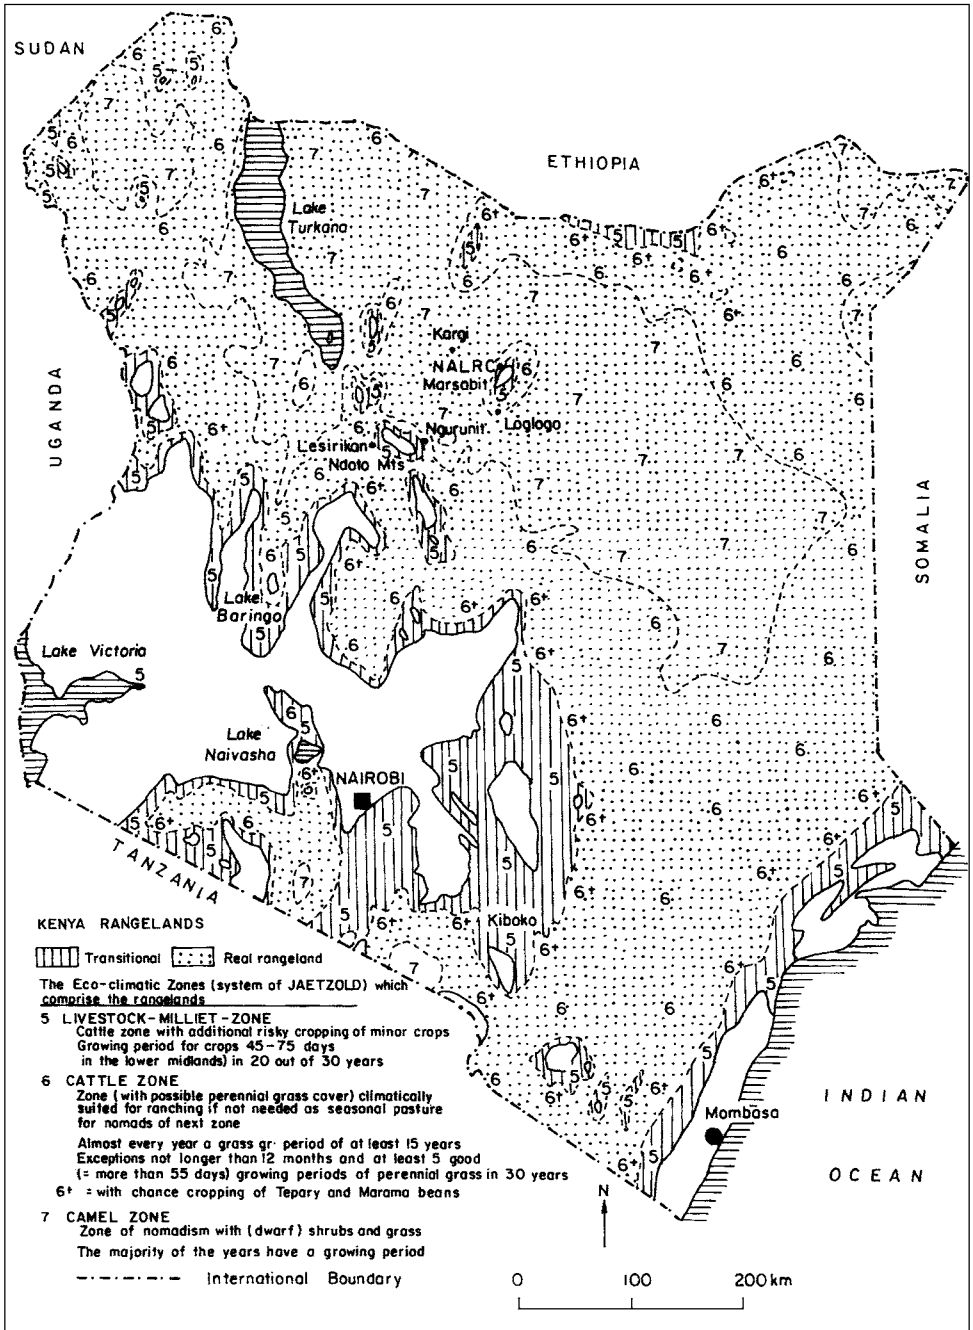 SUDAN
ETHIOPIA
Lake
Turkana
Kargi
NALRC
Marsabit
Logologo
Ngurunit
Lesirikan
Ndoto Mts
UGANDA
SOMALIA
Lake
Baringo
Lake Victoria
Lake
Naivasha
NAIROBI
TANZANIA
Kiboko
KENYA RANGELANDS
Transitional
Real rangeland
The Eco-climatic Zones (system of JAETZOLD) which
comprise the rangelands
5 LIVESTOCK-MILLIET-ZONE
Cattle zone with additional risky cropping of minor crops
Growing period for crops 45-75 days
in the lower midlands) in 20 out of 30 years
6 CATTLE ZONE
Zone (with possible perennial grass cover) climatically
suited for ranching if not needed as seasonal pasture
for nomads of next zone
Almost every year a grass gr. period of at least 15 years
Exceptions not longer than 12 months and at least 5 good
(= more than 55 days) growing periods of perennial grass in 30 years
6+ = with chance cropping of Tepary and Marama beans
7 CAMEL ZONE
Zone of nomadism with (dwarf) shrubs and grass
The majority of the years have a growing period
International Boundary
Mombasa
INDIAN
OCEAN
N
0 100 200 km